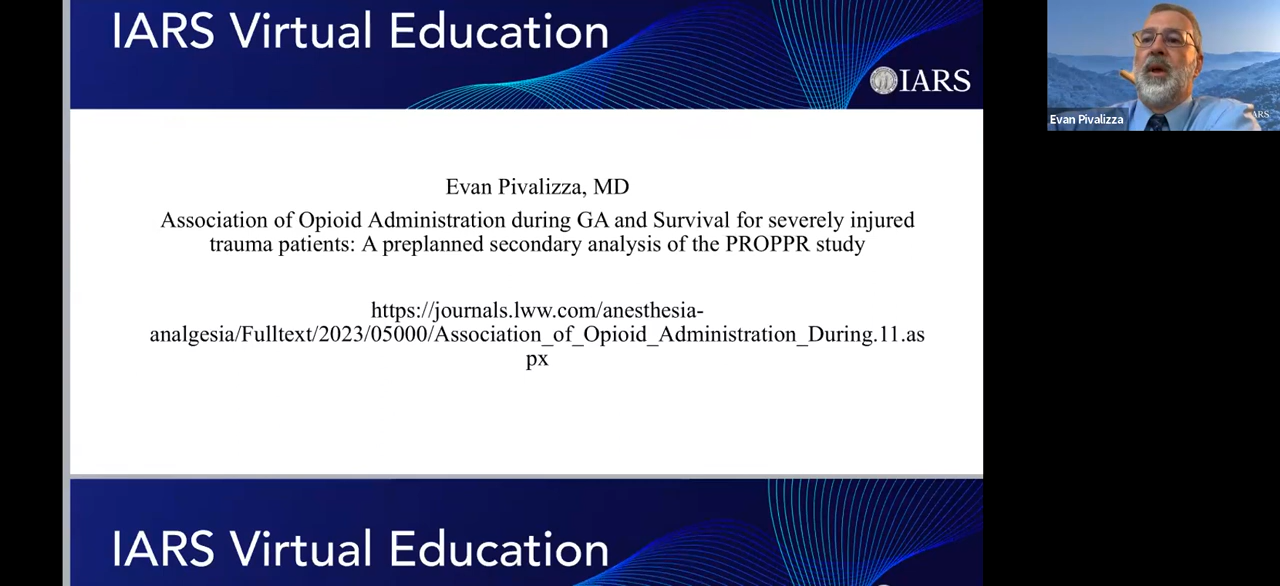 IARS Virtual Education
IARS
Evan Pivalizza, MD
Association of Opioid Administration during GA and Survival for severely injured
trauma patients: A preplanned secondary analysis of the PROPPR study
https://journals.lww.com/anesthesia-
analgesia/Fulltext/2023/05000/Association_of_Opioid_Administration_During.11.as
px
IARS Virtual Education
Evan Pivalizza